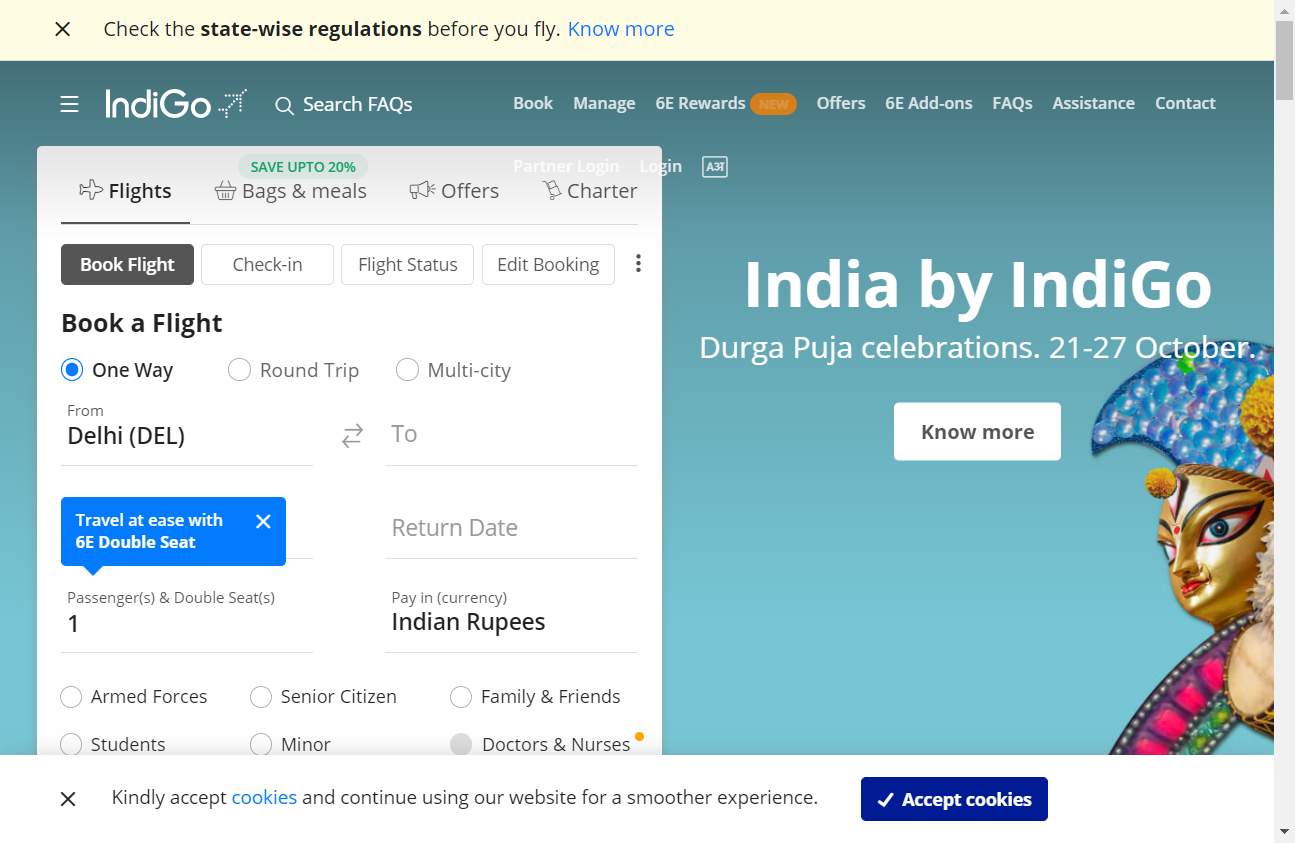 Check the state-wise regulations before you fly. Know more
IndiGo
Search FAQs
Book Manage 6E Rewards NEW Offers 6E Add-ons FAQs Assistance Contact
Partner Login Login Aअ
SAVE UPTO 20%
Flights Bags & meals Offers Charter
Book Flight Check-in Flight Status Edit Booking
Book a Flight
One Way Round Trip Multi-city
From
Delhi (DEL)
To
Travel at ease with
6E Double Seat
Return Date
Passenger(s) & Double Seat(s)
1
Pay in (currency)
Indian Rupees
Armed Forces Senior Citizen Family & Friends
Students Minor Doctors & Nurses
India by IndiGo
Durga Puja celebrations. 21-27 October.
Know more
Kindly accept cookies and continue using our website for a smoother experience.
Accept cookies